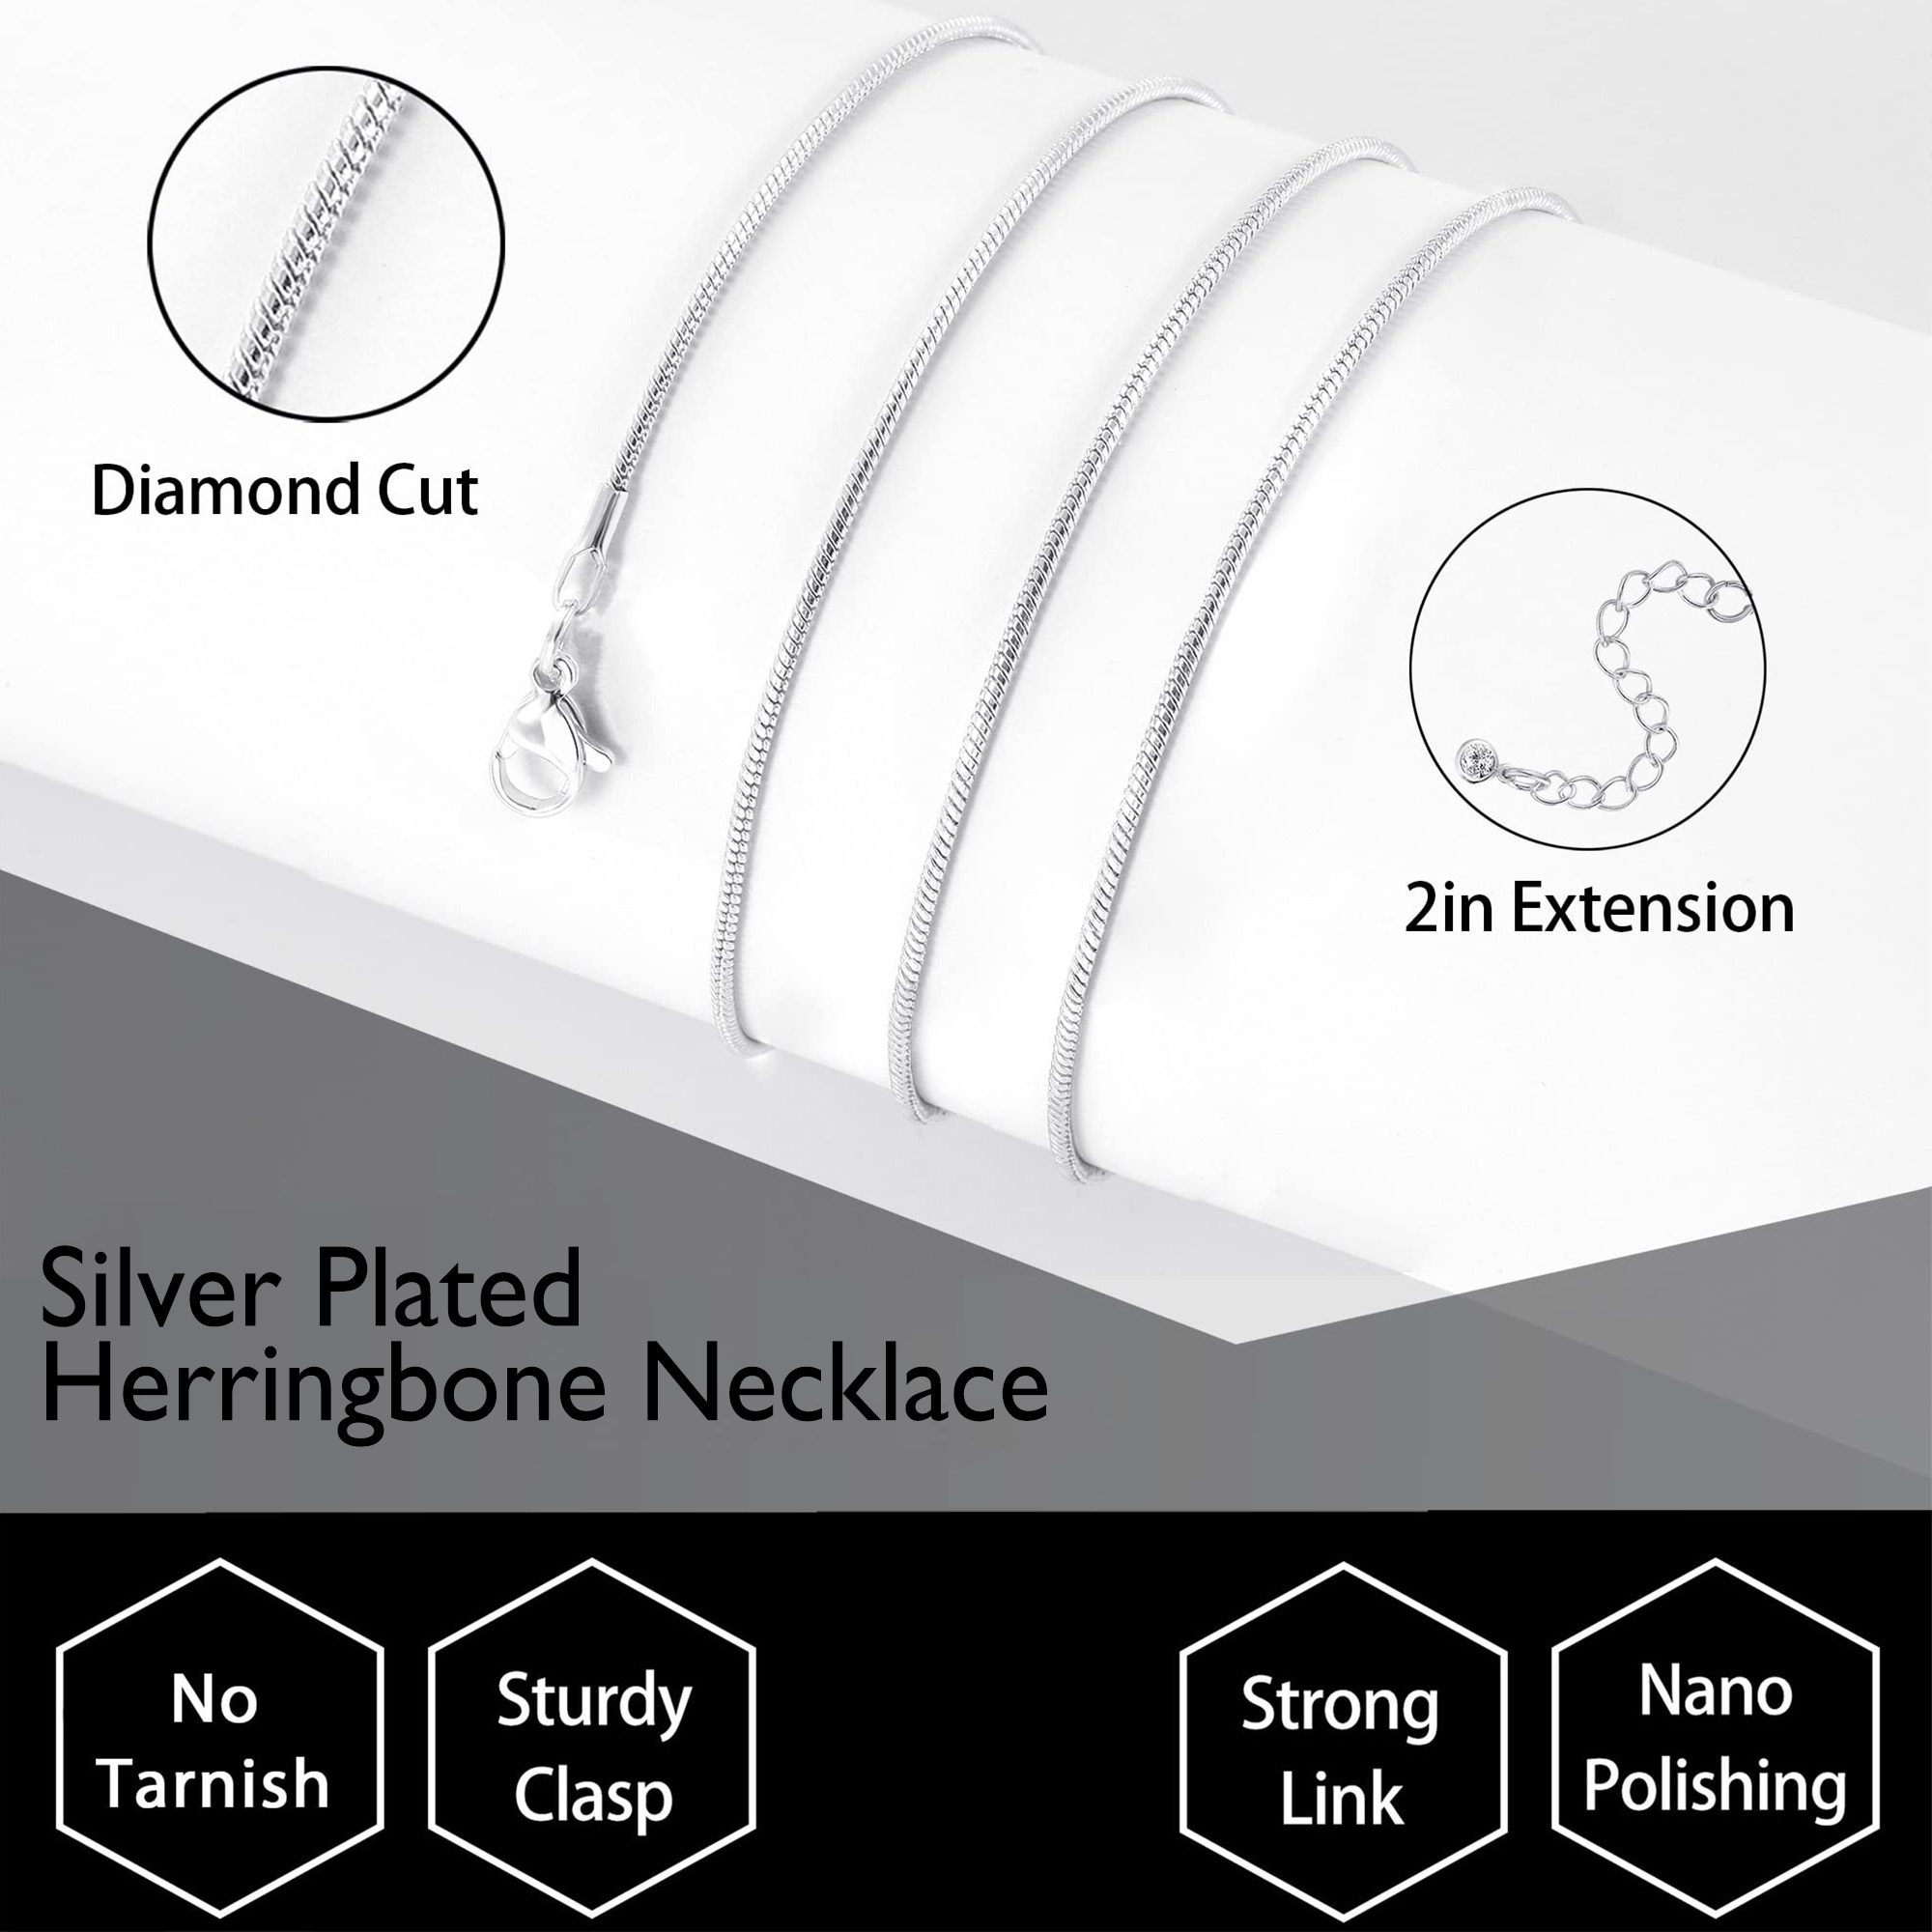 Diamond Cut
2in Extension
Silver Plated
Herringbone Necklace
No
Tarnish
Sturdy
Clasp
Strong
Link
Nano
Polishing